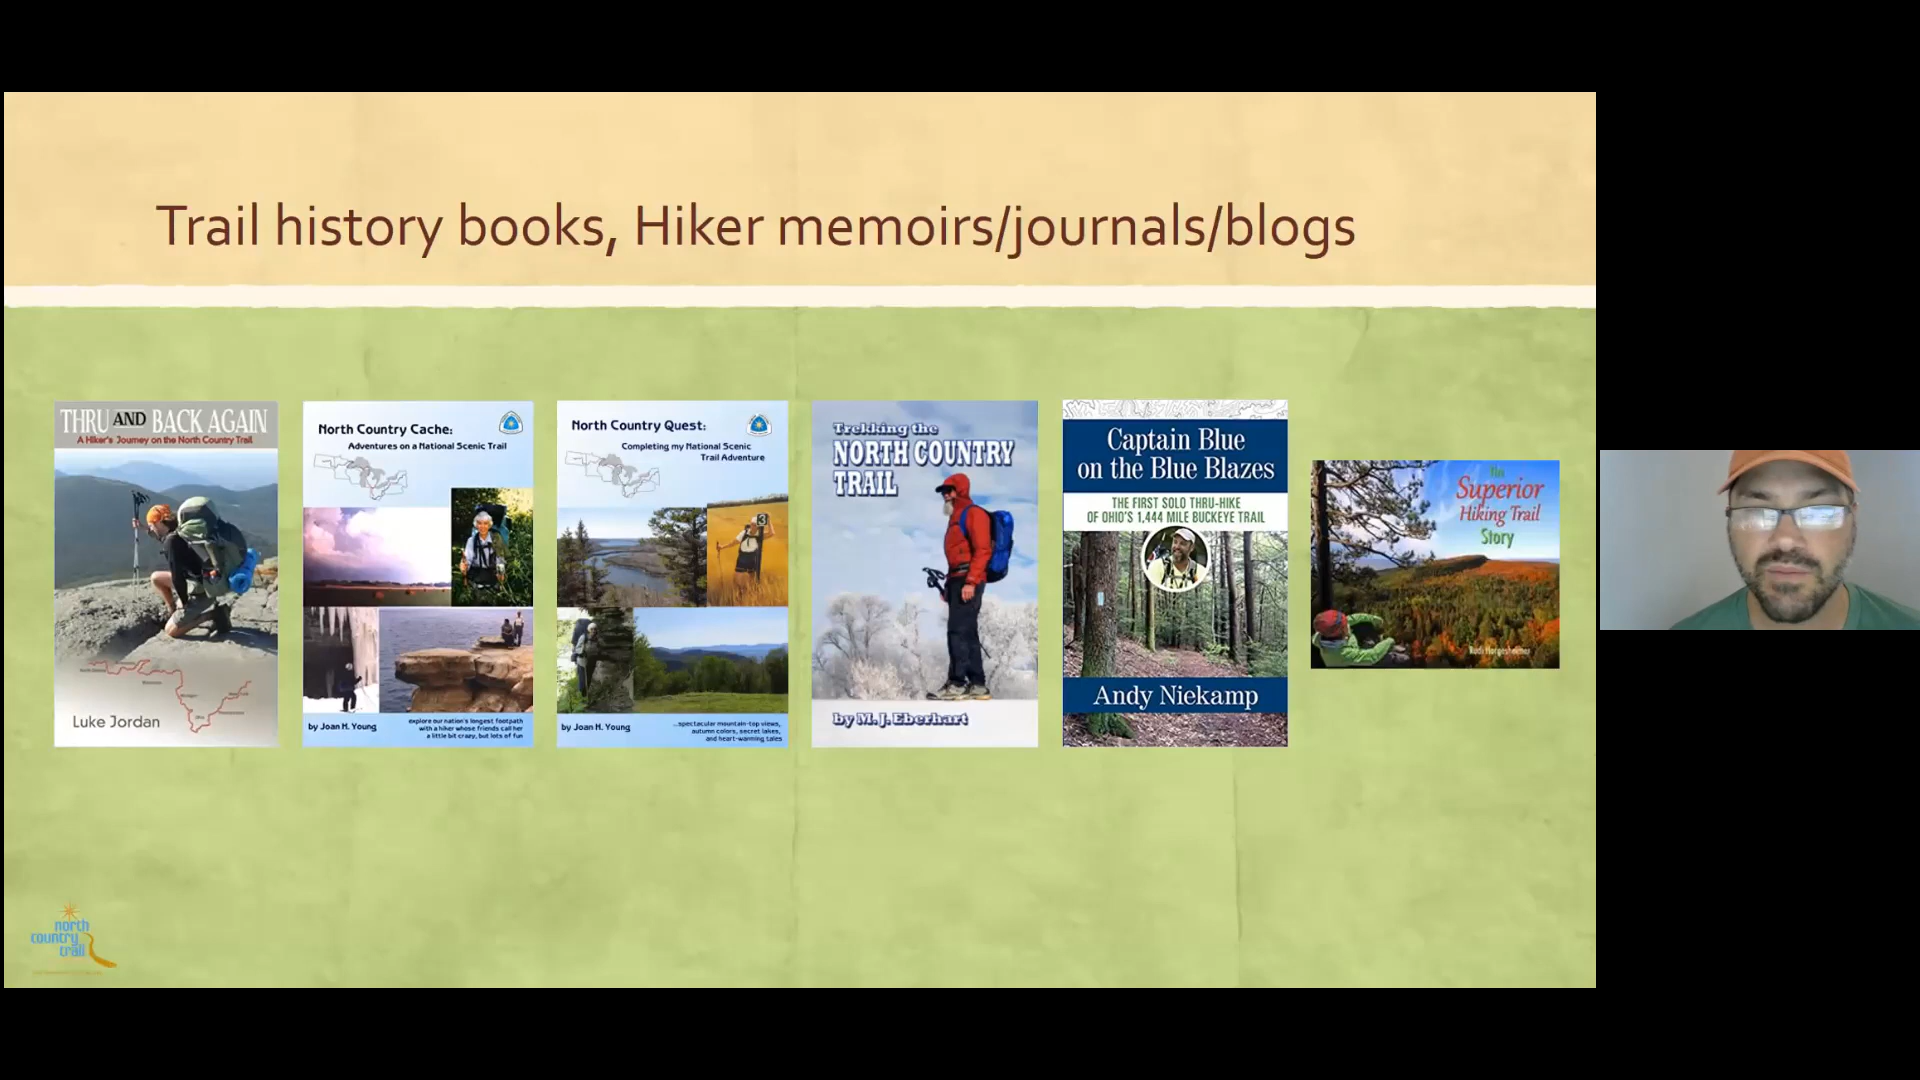 Trail history books, Hiker memoirs/journals/blogs
THRU AND BACK AGAIN
A Hiker's Journey on the North Country Trail
Luke Jordan
North Country Cache:
Adventures on a National Scenic Trail
by Joan H. Young
explore our nation's longest footpath
with a hiker whose friends call her
a little bit crazy, but lots of fun
North Country Quest:
Completing my National Scenic
Trail Adventure
3
by Joan H. Young
...spectacular mountain-top views,
autumn colors, secret lakes,
and heart-warming tales
Trekking the
NORTH COUNTRY
TRAIL
by M. J. Eberhart
Captain Blue
on the Blue Blazes
THE FIRST SOLO THRU-HIKE
OF OHIO'S 1,444 MILE BUCKEYE TRAIL
Andy Niekamp
The
Superior
Hiking Trail
Story
Rudi Hargesheimer
north
country
trail